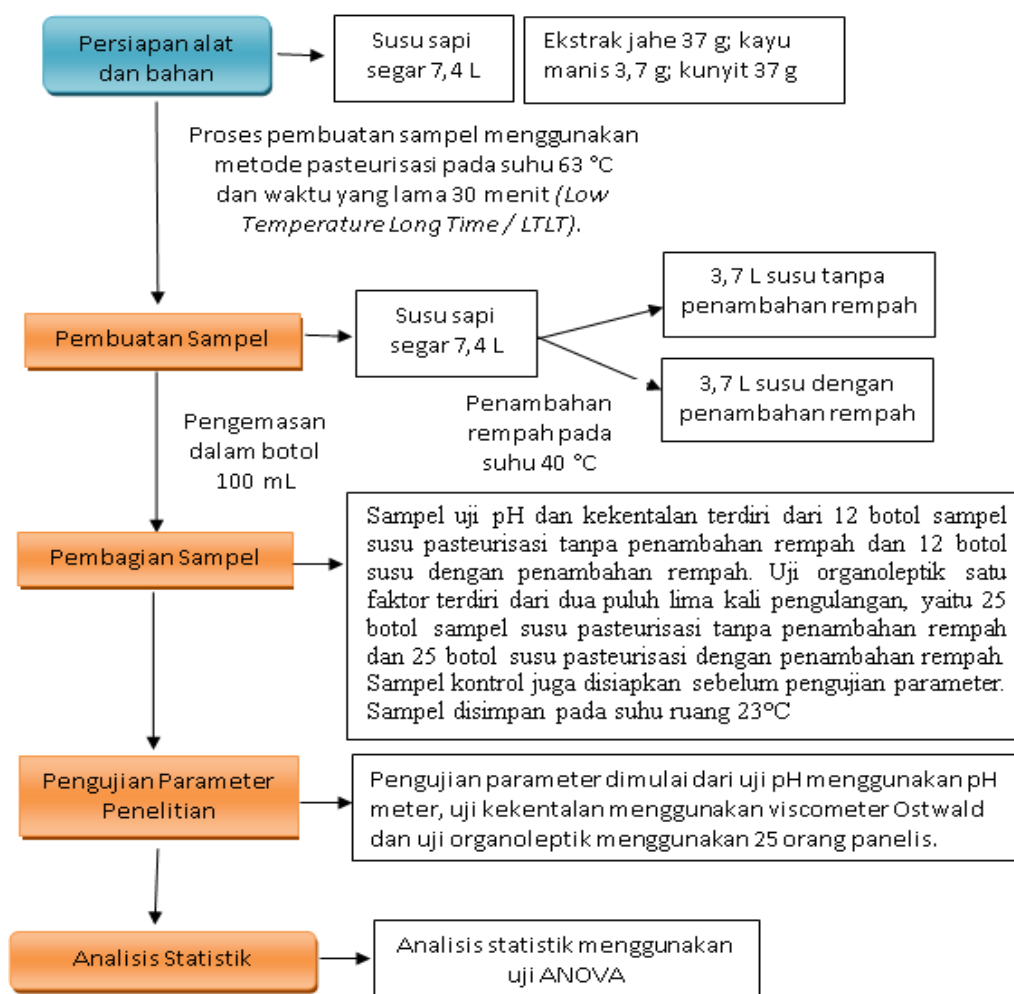 Persiapan alat
dan bahan
Susu sapi
segar 7,4 L
Ekstrak jahe 37 g; kayu
manis 3,7 g; kunyit 37 g
Proses pembuatan sampel menggunakan
metode pasteurisasi pada suhu 63 °C
dan waktu yang lama 30 menit (Low
Temperature Long Time / LTLT).
Pembuatan Sampel
Susu sapi
segar 7,4 L
3,7 L susu tanpa
penambahan rempah
3,7 L susu dengan
penambahan rempah
Penambahan
rempah pada
suhu 40 °C
Pengemasan
dalam botol
100 mL
Pembagian Sampel
Sampel uji pH dan kekentalan terdiri dari 12 botol sampel
susu pasteurisasi tanpa penambahan rempah dan 12 botol
susu dengan penambahan rempah. Uji organoleptik satu
faktor terdiri dari dua puluh lima kali pengulangan, yaitu 25
botol sampel susu pasteurisasi tanpa penambahan rempah
dan 25 botol susu pasteurisasi dengan penambahan rempah
Sampel kontrol juga disiapkan sebelum pengujian parameter.
Sampel disimpan pada suhu ruang 23°C
Pengujian Parameter
Penelitian
Pengujian parameter dimulai dari uji pH menggunakan pH
meter, uji kekentalan menggunakan viscometer Ostwald
dan uji organoleptik menggunakan 25 orang panelis.
Analisis Statistik
Analisis statistik menggunakan
uji ANOVA